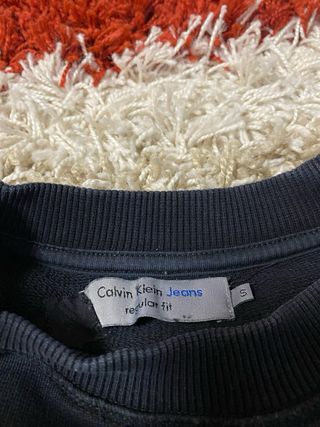 Calvin Klein Jeans
regular fit
S